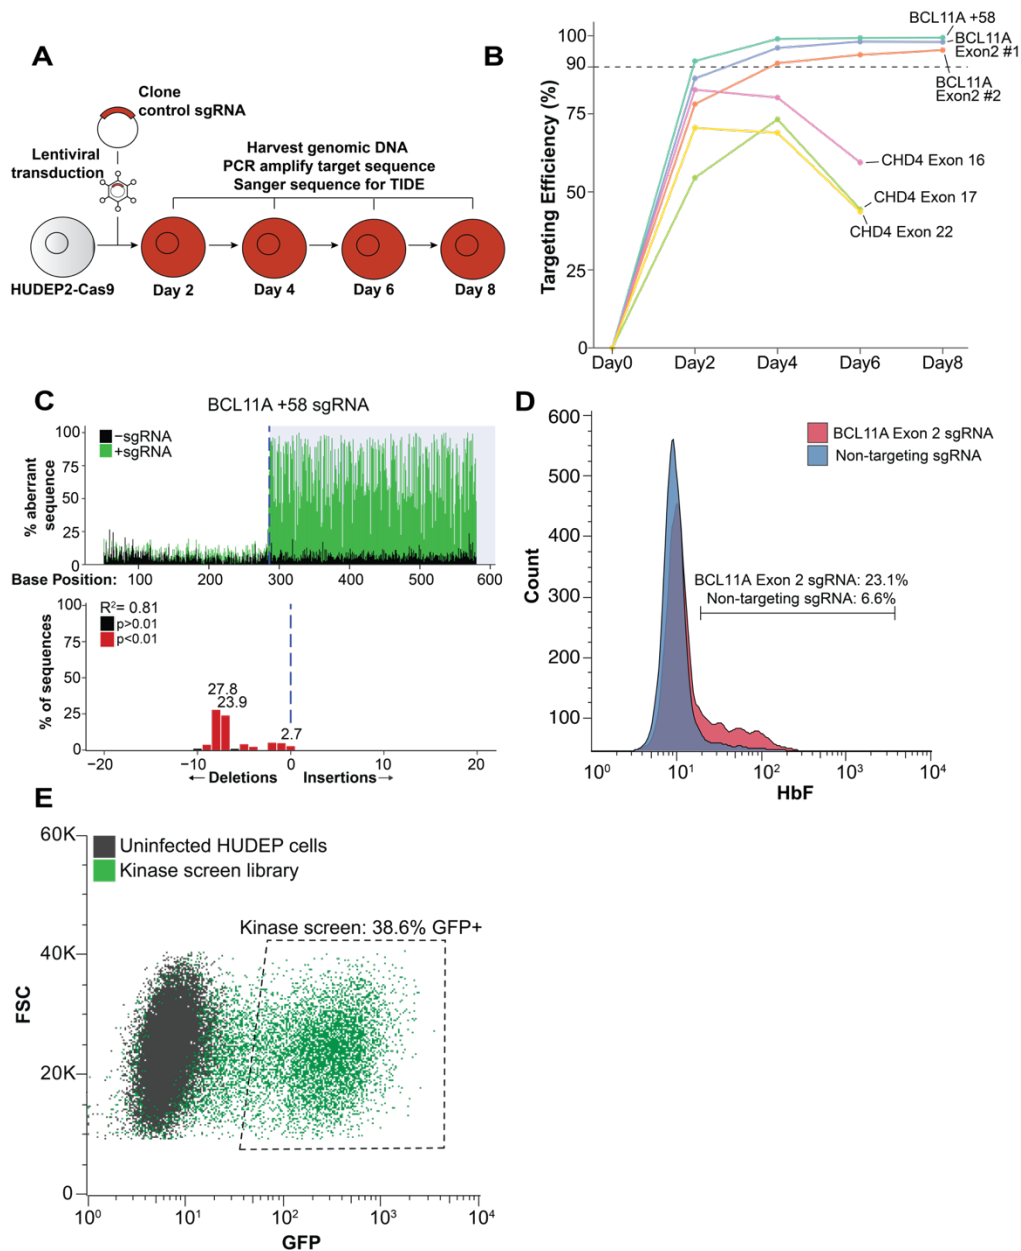 A
Clone
control sgRNA
Lentiviral
transduction
Harvest genomic DNA
PCR amplify target sequence
Sanger sequence for TIDE
HUDEP2-Cas9
Day 2
Day 4
Day 6
Day 8
B
Targeting Efficiency (%)
100
90
75
50
25
0
Day0
Day2
Day4
Day6
Day8
BCL11A +58
BCL11A
Exon2 #1
BCL11A
Exon2 #2
CHD4 Exon 16
CHD4 Exon 17
CHD4 Exon 22
C
BCL11A +58 sgRNA
% aberrant
sequence
100
75
50
25
0
−sgRNA
+sgRNA
Base Position:
100
200
300
400
500
600
% of sequences
100
75
50
25
0
R²= 0.81
p>0.01
p<0.01
27.8
23.9
2.7
−20
−10
0
10
20
←Deletions
Insertions→
D
Count
600
500
400
300
200
100
BCL11A Exon 2 sgRNA
Non-targeting sgRNA
BCL11A Exon 2 sgRNA: 23.1%
Non-targeting sgRNA: 6.6%
10⁰
10¹
10²
10³
10⁴
HbF
E
FSC
60K
40K
20K
0
Uninfected HUDEP cells
Kinase screen library
Kinase screen: 38.6% GFP+
10⁰
10¹
10²
10³
10⁴
GFP